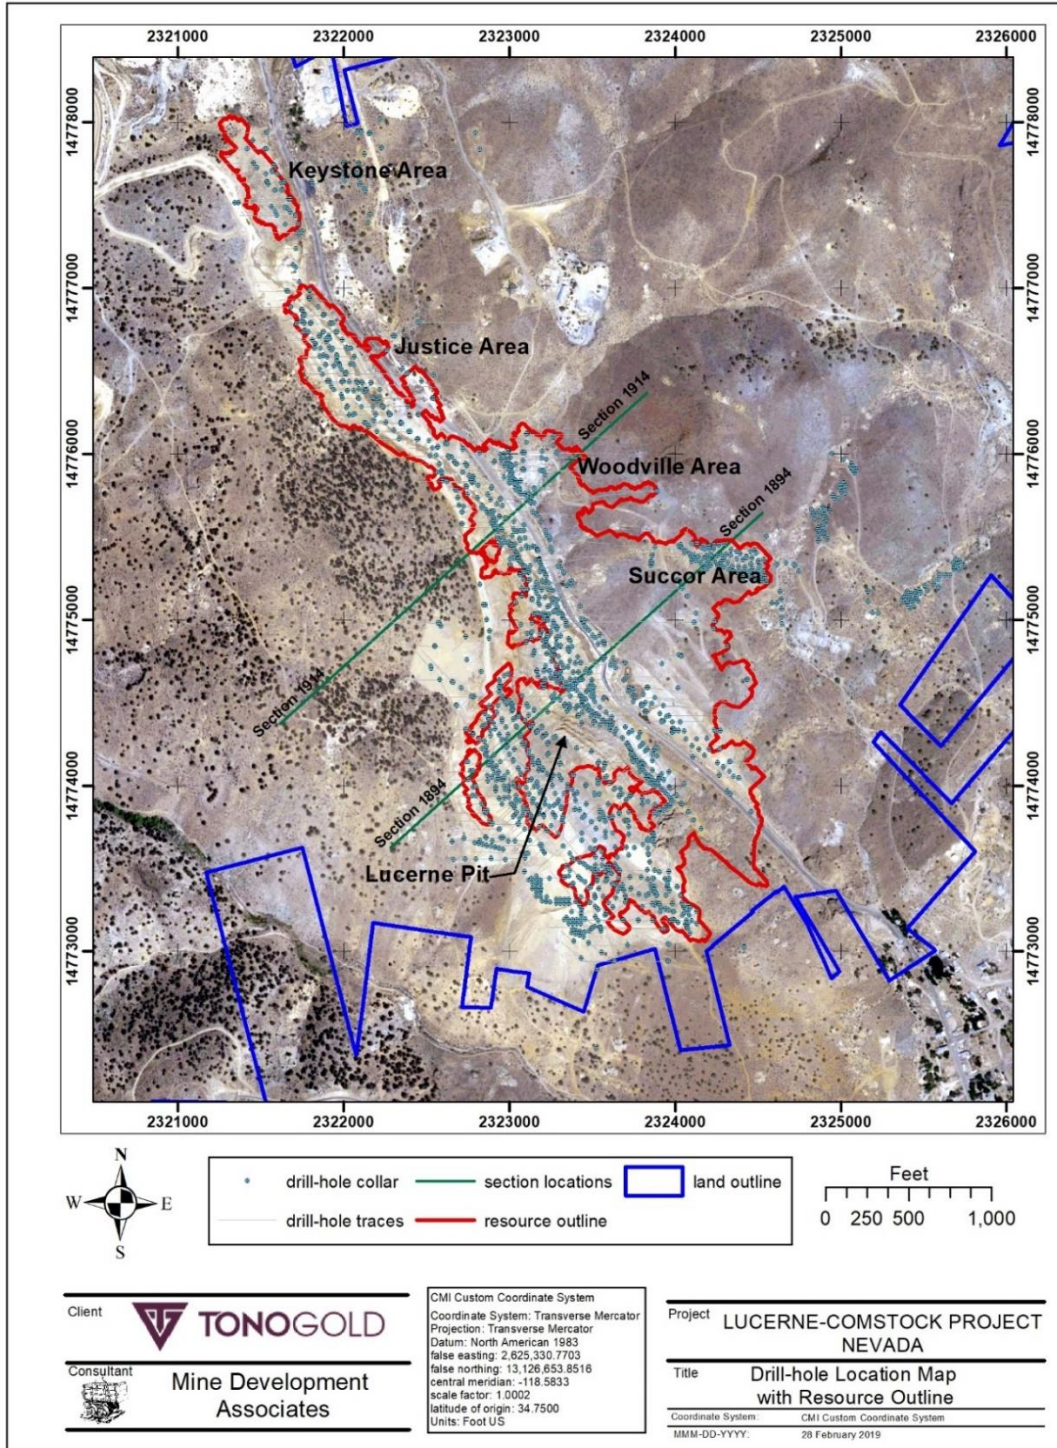 2321000 2322000 2323000 2324000 2325000 2326000
14778000 14778000
Keystone Area
14777000 14777000
Justice Area
Section 1914
14776000 14776000
Woodville Area
Section 1894
Succor Area
14775000 14775000
Section 1914
14774000 14774000
Section 1894
Lucerne Pit
14773000 14773000
2321000 2322000 2323000 2324000 2325000 2326000
N
W E
S
drill-hole collar section locations land outline
drill-hole traces resource outline
Feet
0 250 500 1,000
Client
TONOGOLD
Consultant
Mine Development
Associates
CMI Custom Coordinate System
Coordinate System: Transverse Mercator
Projection: Transverse Mercator
Datum: North American 1983
false easting: 2,625,330.7703
false northing: 13,126,653.8516
central meridian: -118.5833
scale factor: 1.0002
latitude of origin: 34.7500
Units: Foot US
Project LUCERNE-COMSTOCK PROJECT
NEVADA
Title Drill-hole Location Map
with Resource Outline
Coordinate System: CMI Custom Coordinate System
MMM-DD-YYYY: 28 February 2019